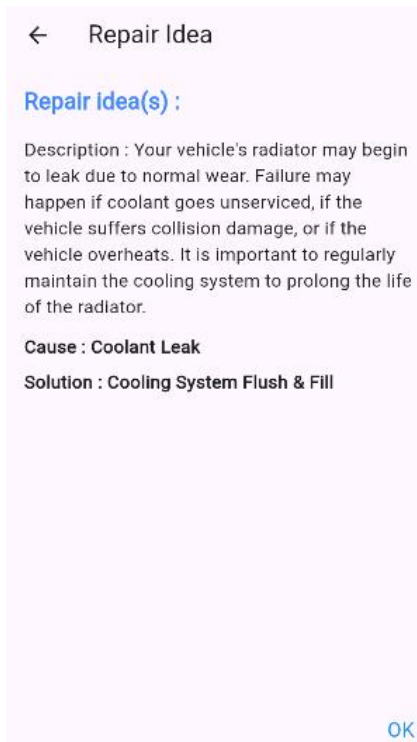 Repair Idea
Repair idea(s) :
Description : Your vehicle's radiator may begin
to leak due to normal wear. Failure may
happen if coolant goes unserviced, if the
vehicle suffers collision damage, or if the
vehicle overheats. It is important to regularly
maintain the cooling system to prolong the life
of the radiator.
Cause : Coolant Leak
Solution : Cooling System Flush & Fill
OK